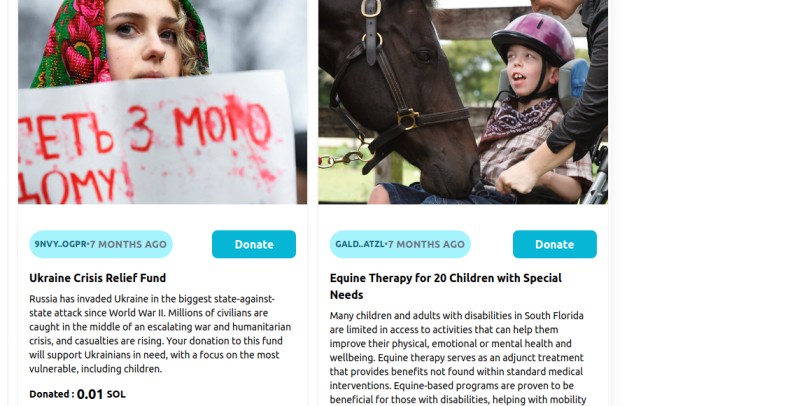 ГЕТЬ З МОГО
ДОМУ!
9NVY..OGPR•7 MONTHS AGO
Donate
Ukraine Crisis Relief Fund
Russia has invaded Ukraine in the biggest state-against-
state attack since World War II. Millions of civilians are
caught in the middle of an escalating war and humanitarian
crisis, and casualties are rising. Your donation to this fund
will support Ukrainians in need, with a focus on the most
vulnerable, including children.
Donated : 0.01 SOL
GALD..ATZL•7 MONTHS AGO
Donate
Equine Therapy for 20 Children with Special
Needs
Many children and adults with disabilities in South Florida
are limited in access to activities that can help them
improve their physical, emotional or mental health and
wellbeing. Equine therapy serves as an adjunct treatment
that provides benefits not found within standard medical
interventions. Equine-based programs are proven to be
beneficial for those with disabilities, helping with mobility